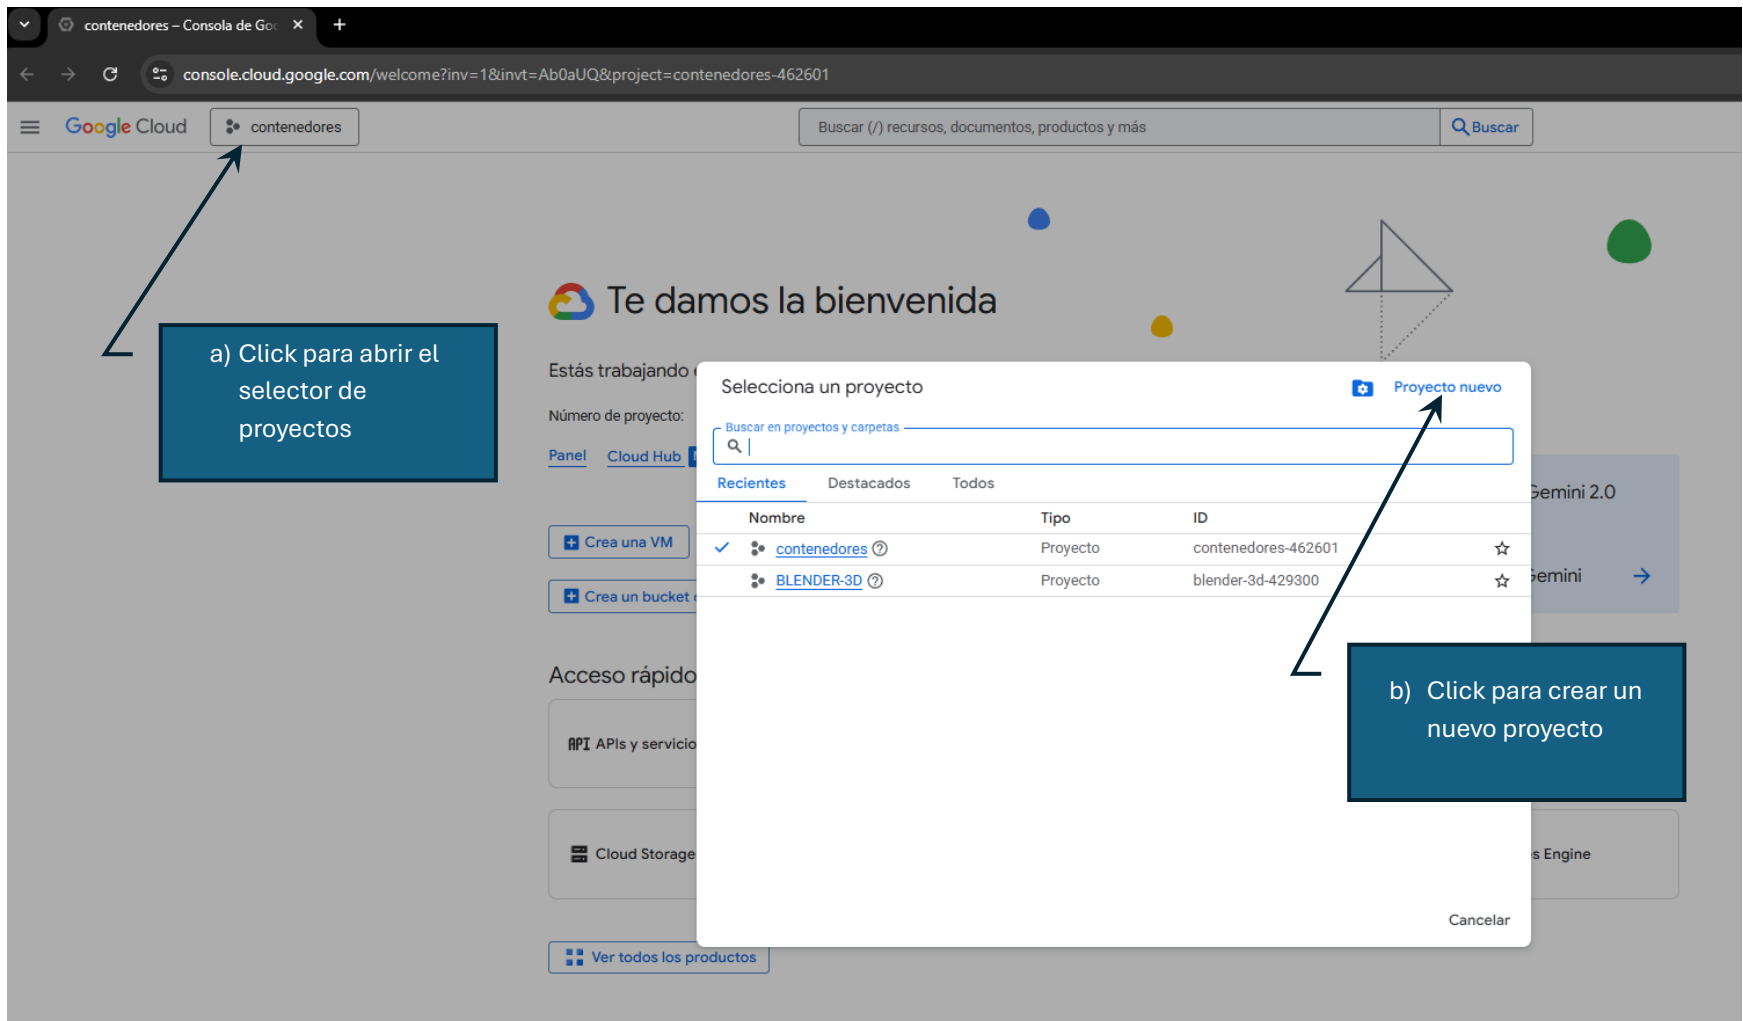 contenedores – Consola de Goo
console.cloud.google.com/welcome?inv=1&invt=Ab0aUQ&project=contenedores-462601
Google Cloud
contenedores
Buscar (/) recursos, documentos, productos y más
Buscar
Te damos la bienvenida
a) Click para abrir el
selector de
proyectos
Estás trabajando
Número de proyecto:
Panel
Cloud Hub
Selecciona un proyecto
Proyecto nuevo
Buscar en proyectos y carpetas
Recientes
Destacados
Todos
Nombre
Tipo
ID
contenedores
Proyecto
contenedores-462601
BLENDER-3D
Proyecto
blender-3d-429300
Gemini 2.0
Gemini
Crea una VM
Crea un bucket
b) Click para crear un
nuevo proyecto
Acceso rápido
API APIs y servicio
Cloud Storage
s Engine
Cancelar
Ver todos los productos